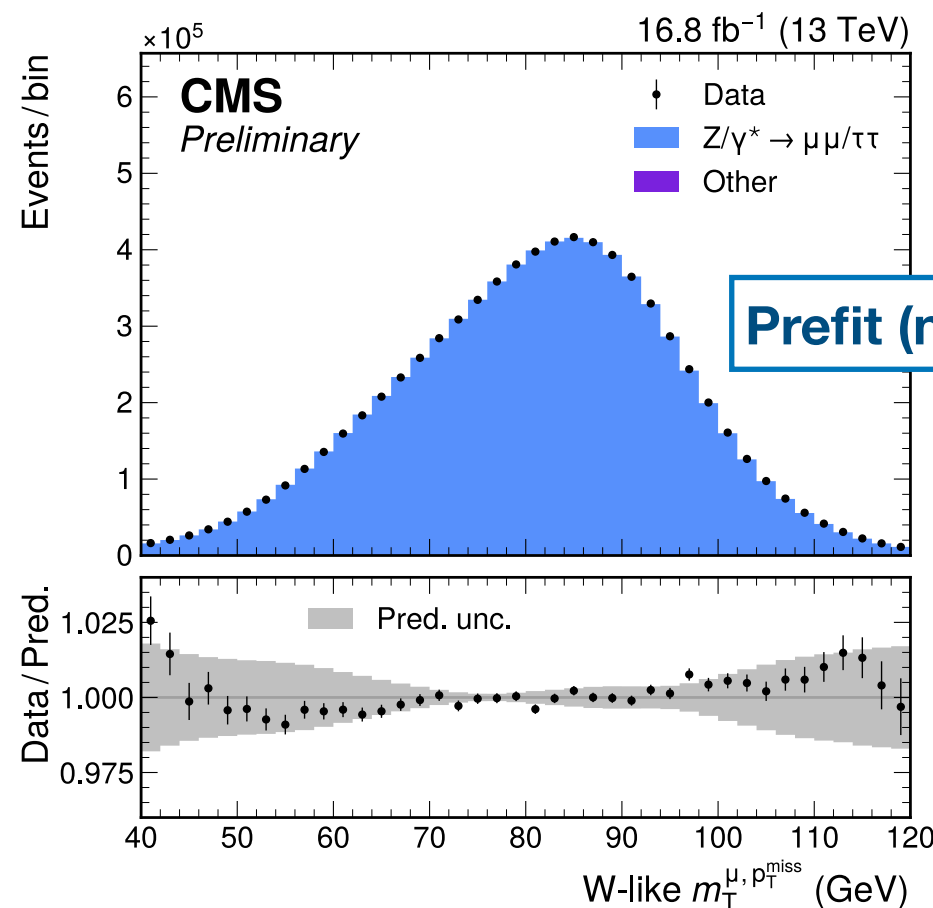 ×10⁵
16.8 fb⁻¹ (13 TeV)
Events/bin
CMS
Preliminary
Data
Z/γ* → μμ/ττ
Other
6
5
4
3
2
1
0
Prefit (
Data/Pred.
Pred. unc.
1.025
1.000
0.975
40 50 60 70 80 90 100 110 120
W-like m_T^{μ, p_T^miss} (GeV)